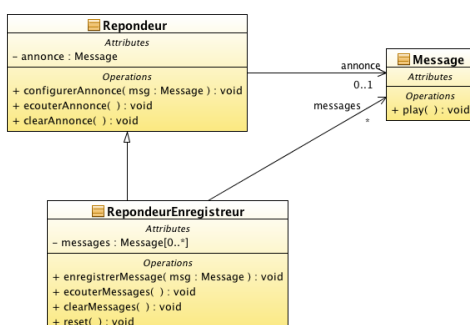 Repondeur
Attributes
– annonce : Message
Operations
+ configurerAnnonce( msg : Message ) : void
+ ecouterAnnonce( ) : void
+ clearAnnonce( ) : void
annonce
0..1
messages
*
Message
Attributes
Operations
+ play( ) : void
RepondeurEnregistreur
Attributes
– messages : Message[0..*]
Operations
+ enregistrerMessage( msg : Message ) : void
+ ecouterMessages( ) : void
+ clearMessages( ) : void
+ reset( ) : void